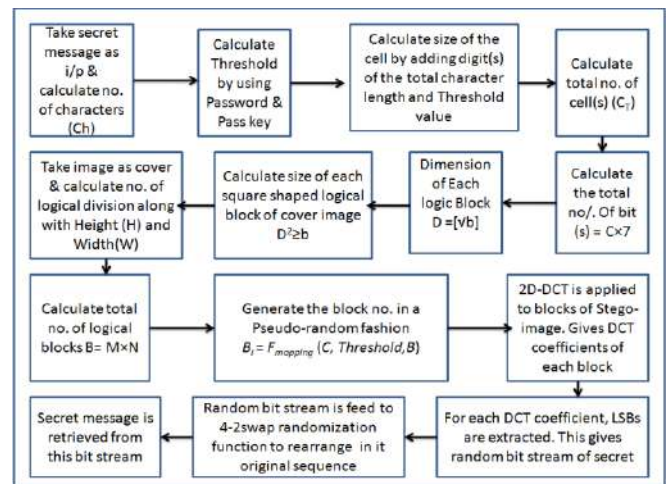 Take secret
message as
i/p &
calculate no.
of characters
(Ch)
Calculate
Threshold
by using
Password &
Pass key
Calculate size of the
cell by adding digit(s)
of the total character
length and Threshold
value
Calculate
total no. of
cell(s) (C_T)
Calculate
the total
no/. Of bit
(s) = C×7
Dimension
of Each
logic Block
D =[√b]
Calculate size of each
square shaped logical
block of cover image
D²≥b
Take image as cover
& calculate no. of
logical division along
with Height (H) and
Width(W)
Calculate total
no. of logical
blocks B= M×N
Generate the block no. in a
Pseudo-random fashion
B_i = F_mapping (C, Threshold,B)
2D-DCT is
applied to
blocks of Stego-
image. Gives DCT
coefficients of
each block
For each DCT coefficient, LSBs
are extracted. This gives
random bit stream of secret
Random bit stream is feed to
4-2swap randomization
function to rearrange in it
original sequence
Secret message is
retrieved from
this bit stream